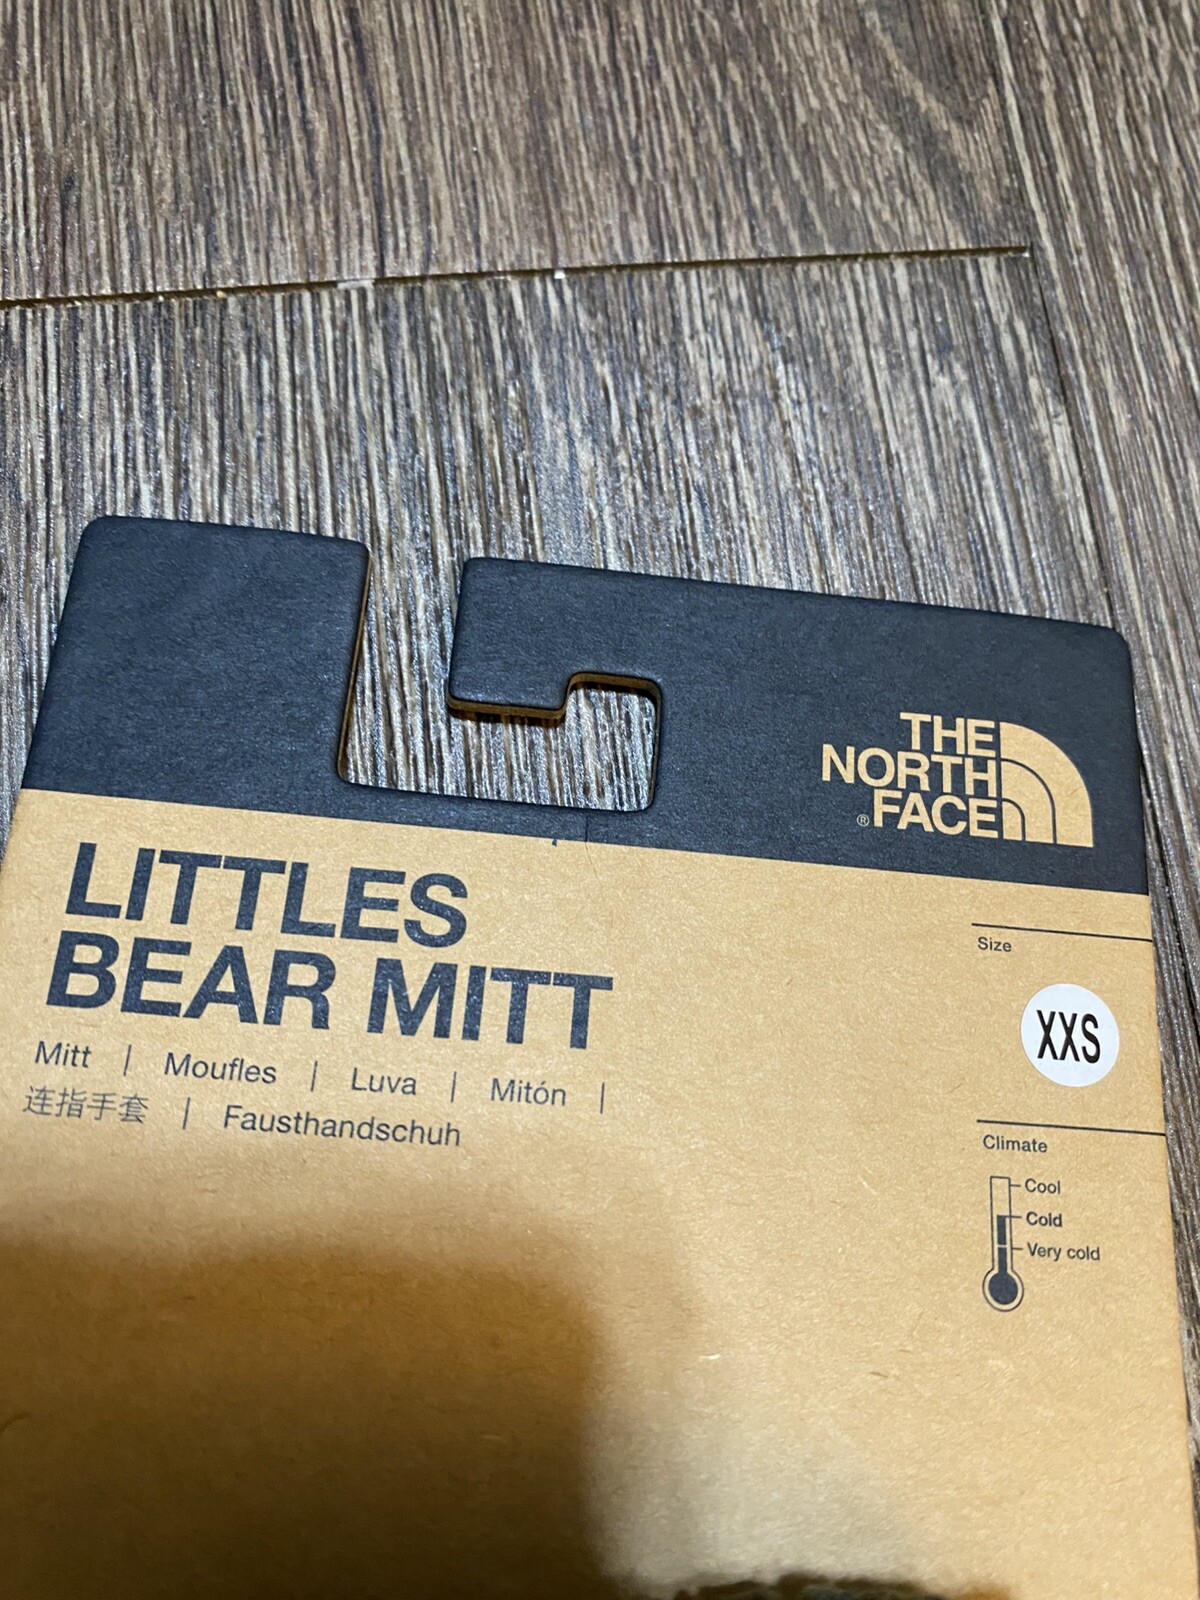 THE
NORTH
® FACE
LITTLES
BEAR MITT
Mitt | Moufles | Luva | Mitón |
连指手套 | Fausthandschuh
Size
XXS
Climate
Cool
Cold
Very cold